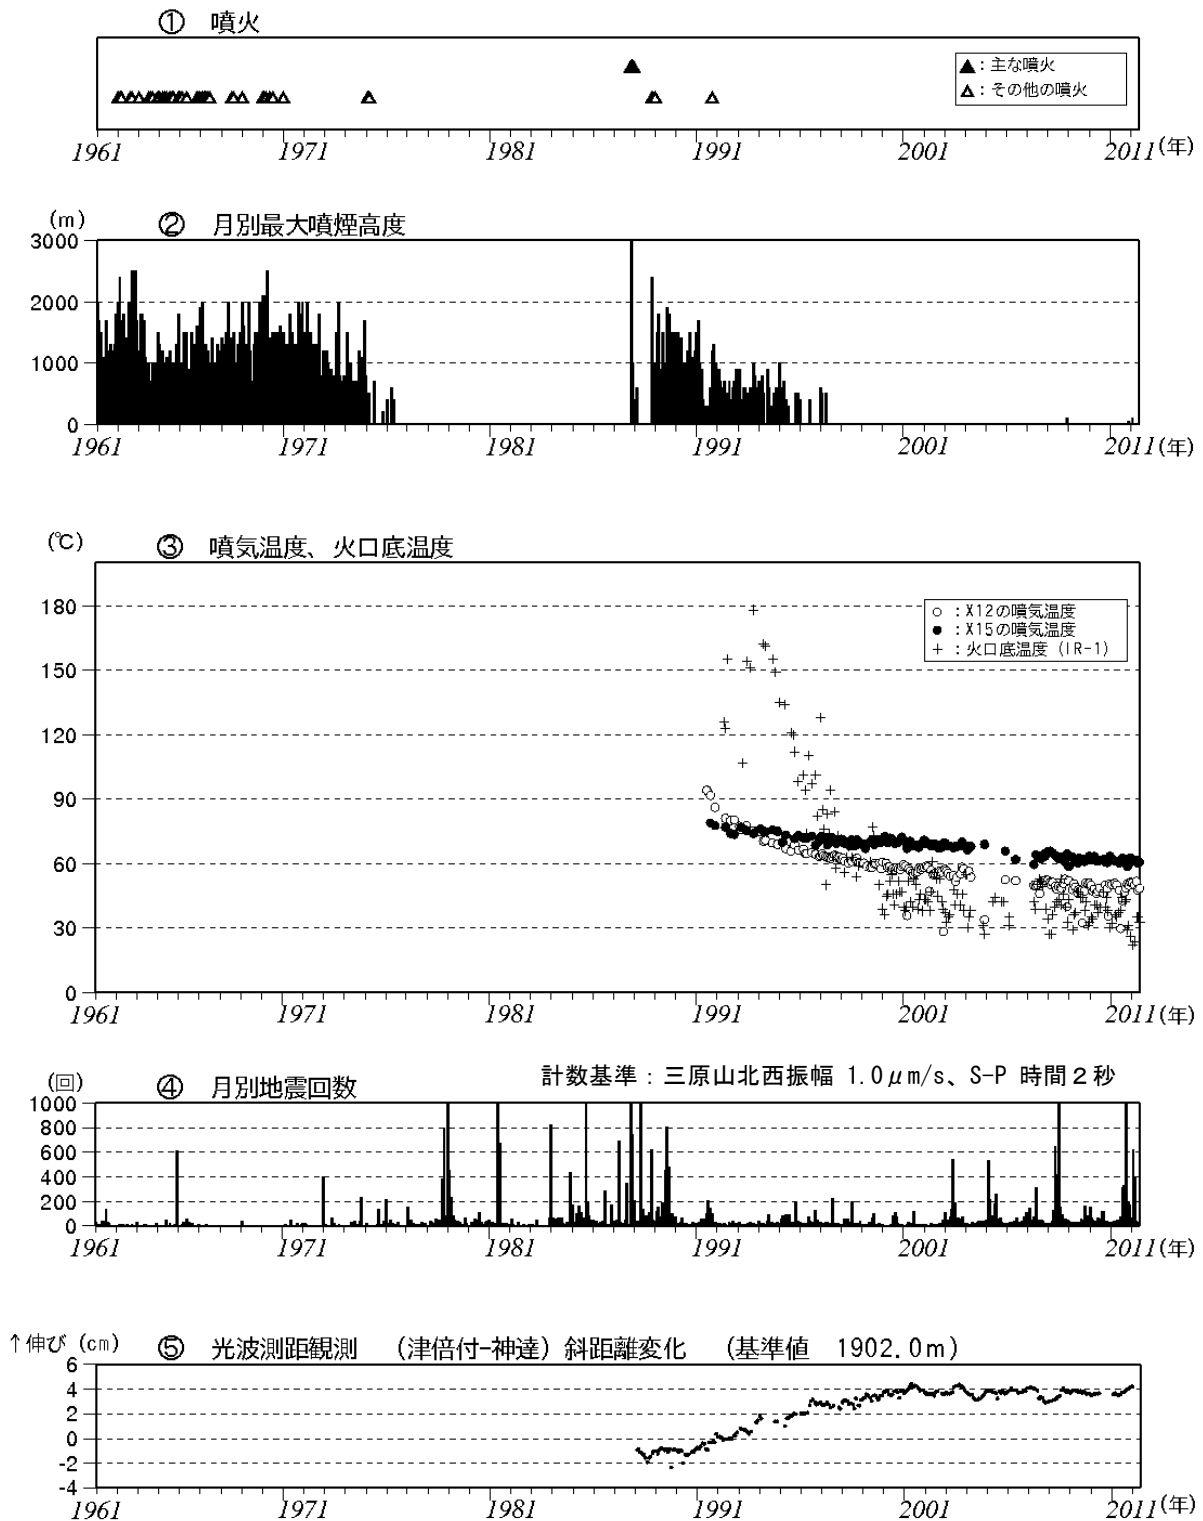 ① 噴火
▲：主な噴火
△：その他の噴火
1961 1971 1981 1991 2001 2011 (年)
(m) ② 月別最大噴煙高度
3000
2000
1000
0
1961 1971 1981 1991 2001 2011 (年)
(℃) ③ 噴気温度、火口底温度
○ ：X12の噴気温度
● ：X15の噴気温度
+ ：火口底温度 (IR-1)
180
150
120
90
60
30
0
1961 1971 1981 1991 2001 2011 (年)
(回) ④ 月別地震回数 計数基準：三原山北西振幅 1.0μm/s、S-P 時間２秒
1000
800
600
400
200
0
1961 1971 1981 1991 2001 2011 (年)
↑伸び (cm) ⑤ 光波測距観測 （津倍付-神達）斜距離変化 （基準値 1902.0m）
6
4
2
0
-2
-4
1961 1971 1981 1991 2001 2011 (年)